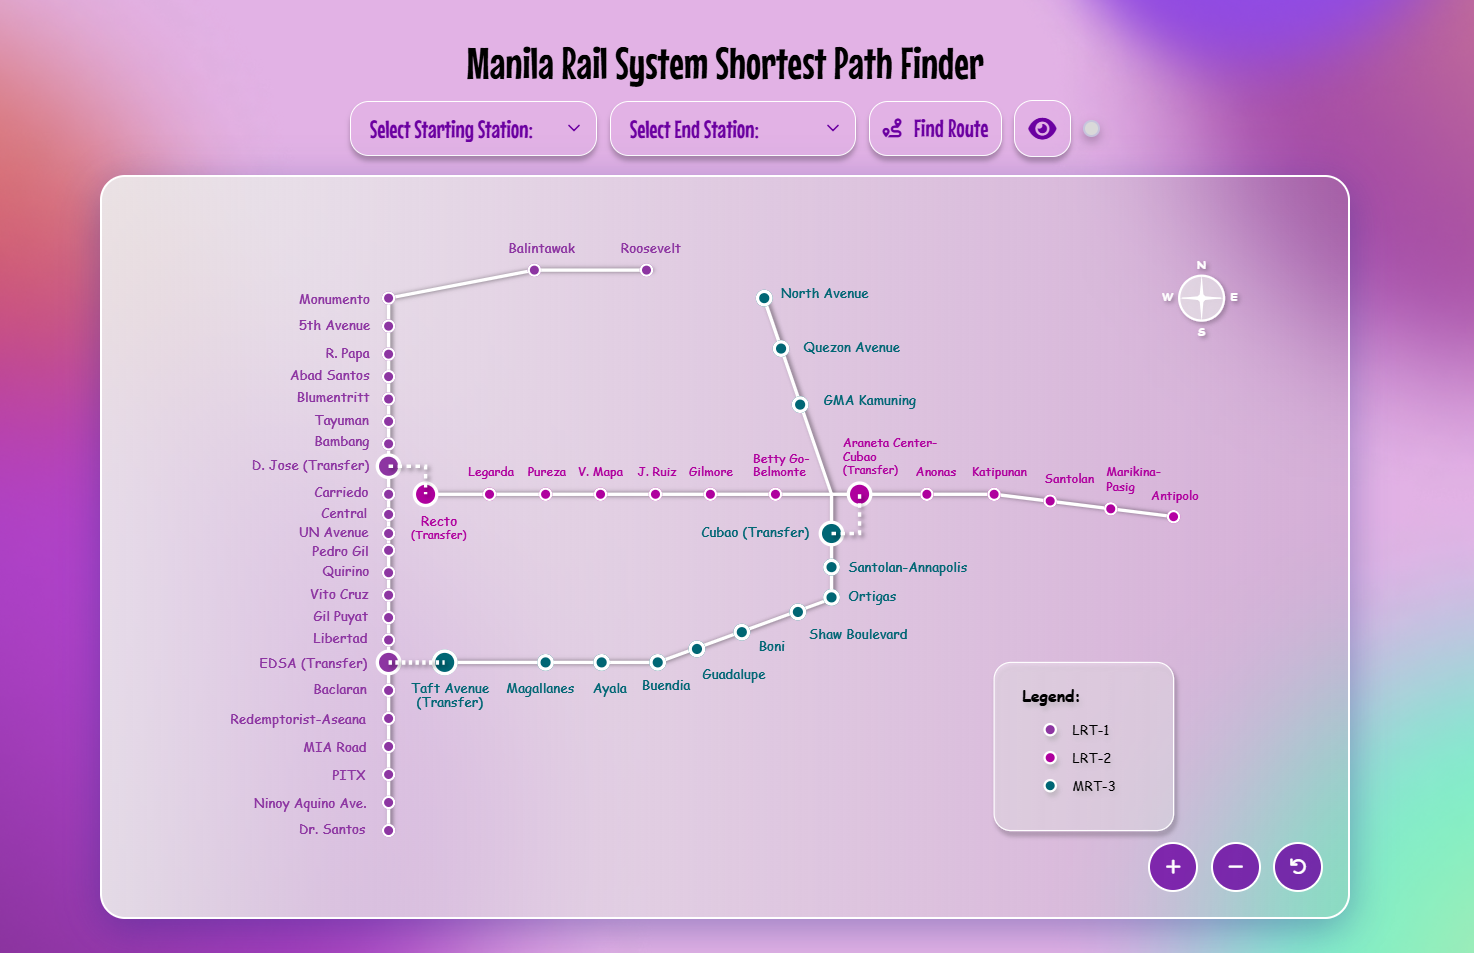 Manila Rail System Shortest Path Finder
Select Starting Station:
Select End Station:
Find Route
Balintawak
Roosevelt
Monumento
5th Avenue
R. Papa
Abad Santos
Blumentritt
Tayuman
Bambang
D. Jose (Transfer)
Carriedo
Central
UN Avenue
Pedro Gil
Quirino
Vito Cruz
Gil Puyat
Libertad
EDSA (Transfer)
Baclaran
Redemptorist-Aseana
MIA Road
PITX
Ninoy Aquino Ave.
Dr. Santos
Recto
(Transfer)
Legarda
Pureza
V. Mapa
J. Ruiz
Gilmore
Betty Go-
Belmonte
Araneta Center-
Cubao
(Transfer)
Anonas
Katipunan
Santolan
Marikina-
Pasig
Antipolo
North Avenue
Quezon Avenue
GMA Kamuning
Cubao (Transfer)
Santolan-Annapolis
Ortigas
Shaw Boulevard
Boni
Guadalupe
Buendia
Ayala
Magallanes
Taft Avenue
(Transfer)
N
W
E
S
Legend:
LRT-1
LRT-2
MRT-3